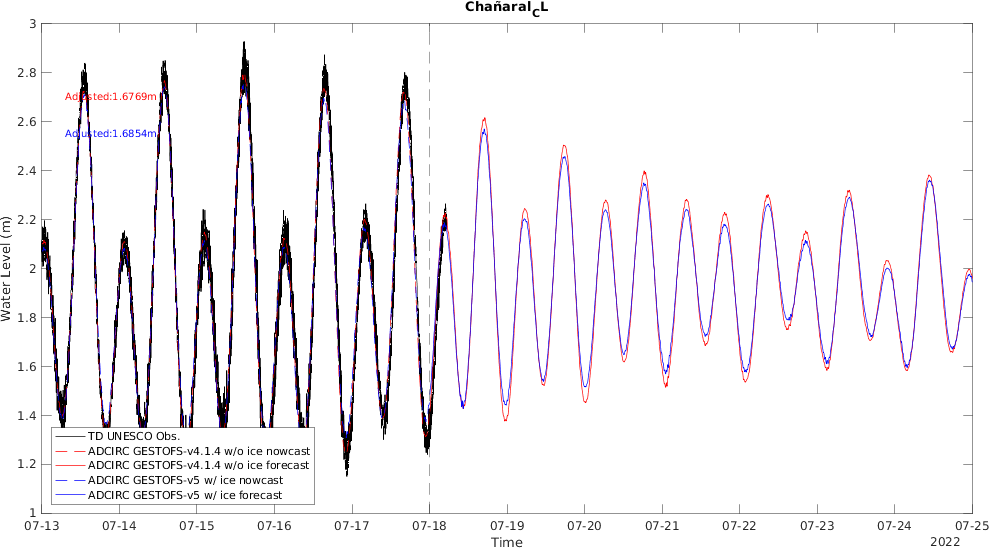 Chañaral_CL
3
2.8
2.6
2.4
2.2
2
1.8
1.6
1.4
1.2
1
Water Level (m)
Adjusted:1.6769m
Adjusted:1.6854m
TD UNESCO Obs.
ADCIRC GESTOFS-v4.1.4 w/o ice nowcast
ADCIRC GESTOFS-v4.1.4 w/o ice forecast
ADCIRC GESTOFS-v5 w/ ice nowcast
ADCIRC GESTOFS-v5 w/ ice forecast
07-13 07-14 07-15 07-16 07-17 07-18 07-19 07-20 07-21 07-22 07-23 07-24 07-25
Time
2022